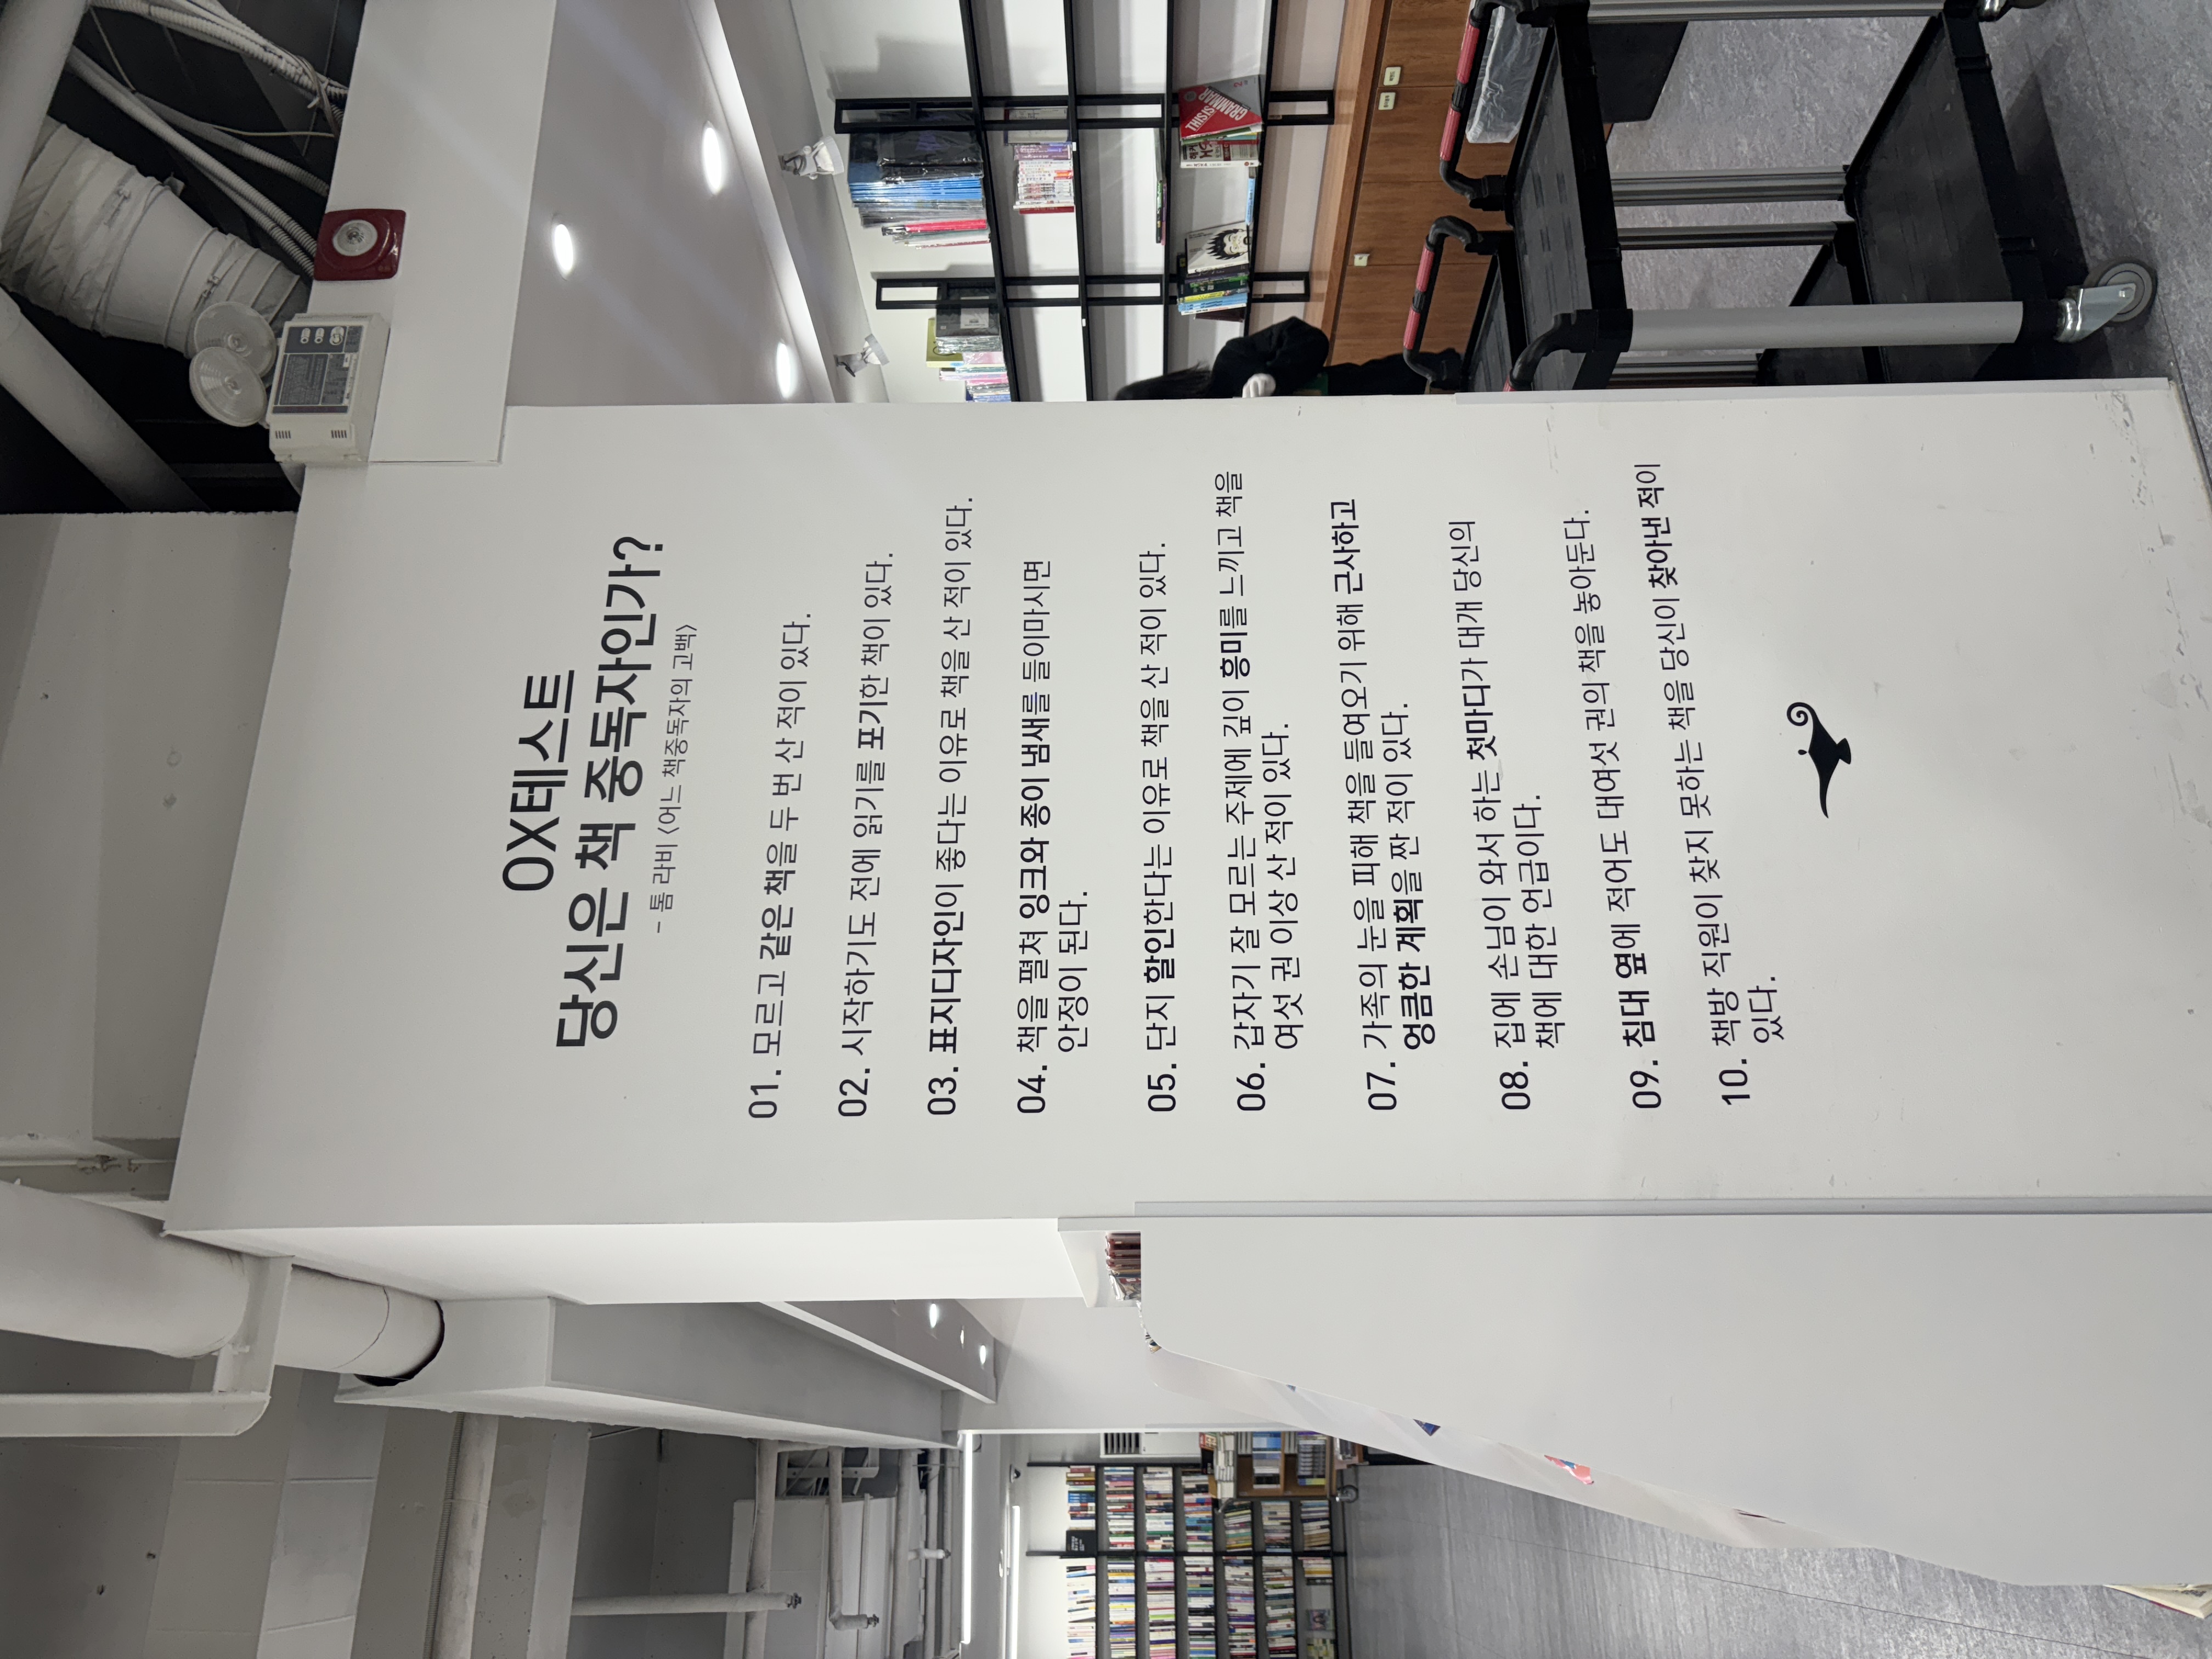 OX테스트
당신은 책 중독자인가?
- 톰 라비 〈어느 책중독자의 고백〉
01. 모르고 같은 책을 두 번 산 적이 있다.
02. 시작하기도 전에 읽기를 포기한 책이 있다.
03. 표지디자인이 좋다는 이유로 책을 산 적이 있다.
04. 책을 펼쳐 잉크와 종이 냄새를 들이마시면
안정이 된다.
05. 단지 할인한다는 이유로 책을 산 적이 있다.
06. 갑자기 잘 모르는 주제에 깊이 흥미를 느끼고 책을
여섯 권 이상 산 적이 있다.
07. 가족의 눈을 피해 책을 들여오기 위해 근사하고
엉큼한 계획을 짠 적이 있다.
08. 집에 손님이 와서 하는 첫마디가 대개 당신의
책에 대한 언급이다.
09. 침대 옆에 적어도 대여섯 권의 책을 놓아둔다.
10. 책방 직원이 찾지 못하는 책을 당신이 찾아낸 적이
있다.
THIS IS
GRAMMAR